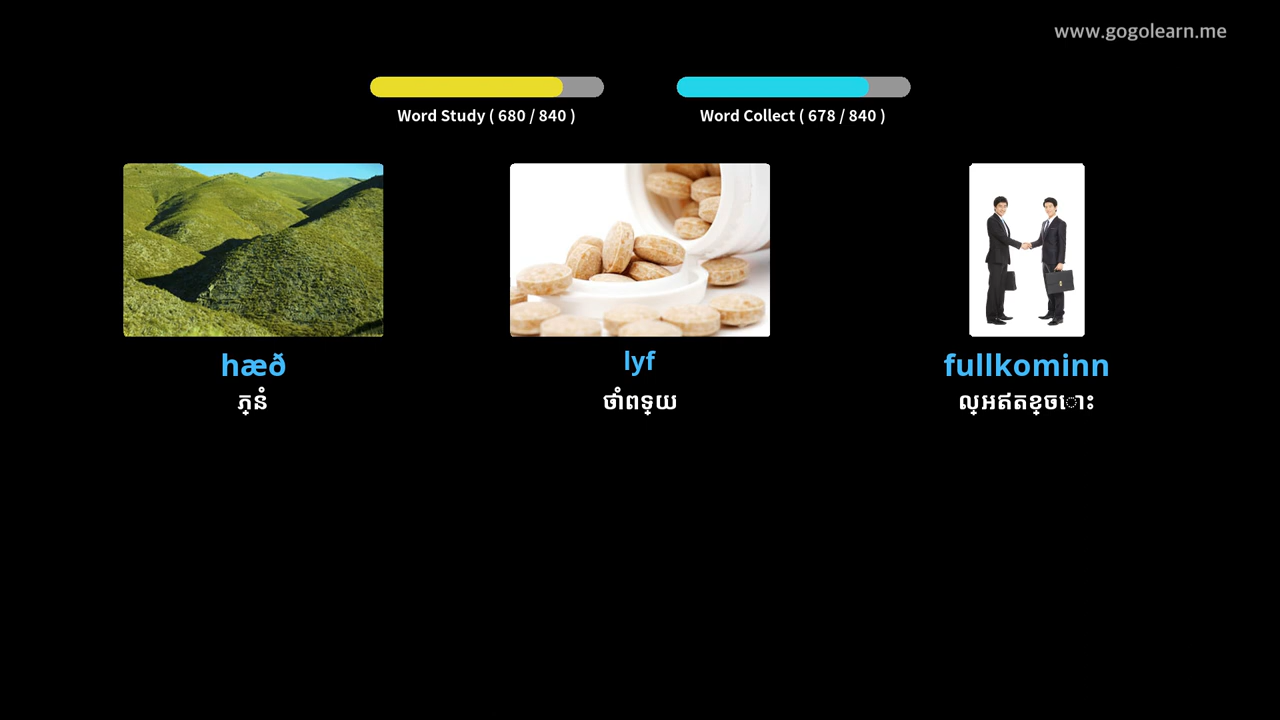 www.gogolearn.me
Word Study ( 680 / 840 )
Word Collect ( 678 / 840 )
hæð
lyf
fullkominn
ភ្នំ
ថាំពទ្យ
ល្អឥតខ្ចោះ